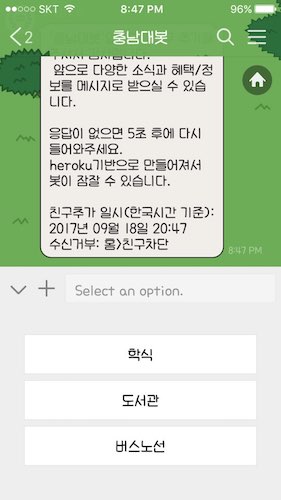 SKT 8:47 PM 96%
2 충남대봇
앞으로 다양한 소식과 혜택/정
보를 메시지로 받으실 수 있습
니다.
응답이 없으면 5초 후에 다시
들어와주세요.
heroku기반으로 만들어져서
봇이 잠잘 수 있습니다.
친구추가 일시(한국시간 기준):
2017년 09월 18일 20:47
수신거부: 홈>친구차단
8:47 PM
Select an option.
학식
도서관
버스노선